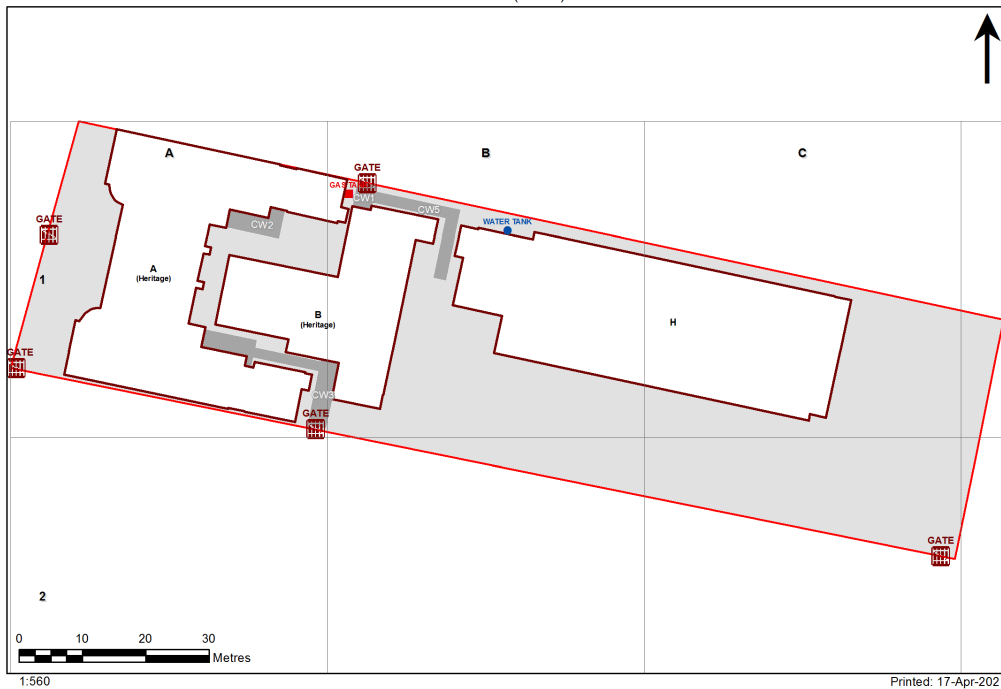 A
B
C
GATE
CW1
CW5
GATE
CW2
WATER TANK
1
A
(Heritage)
B
(Heritage)
H
GATE
CW3
GATE
GATE
2
0 10 20 30
Metres
1:560
Printed: 17-Apr-202